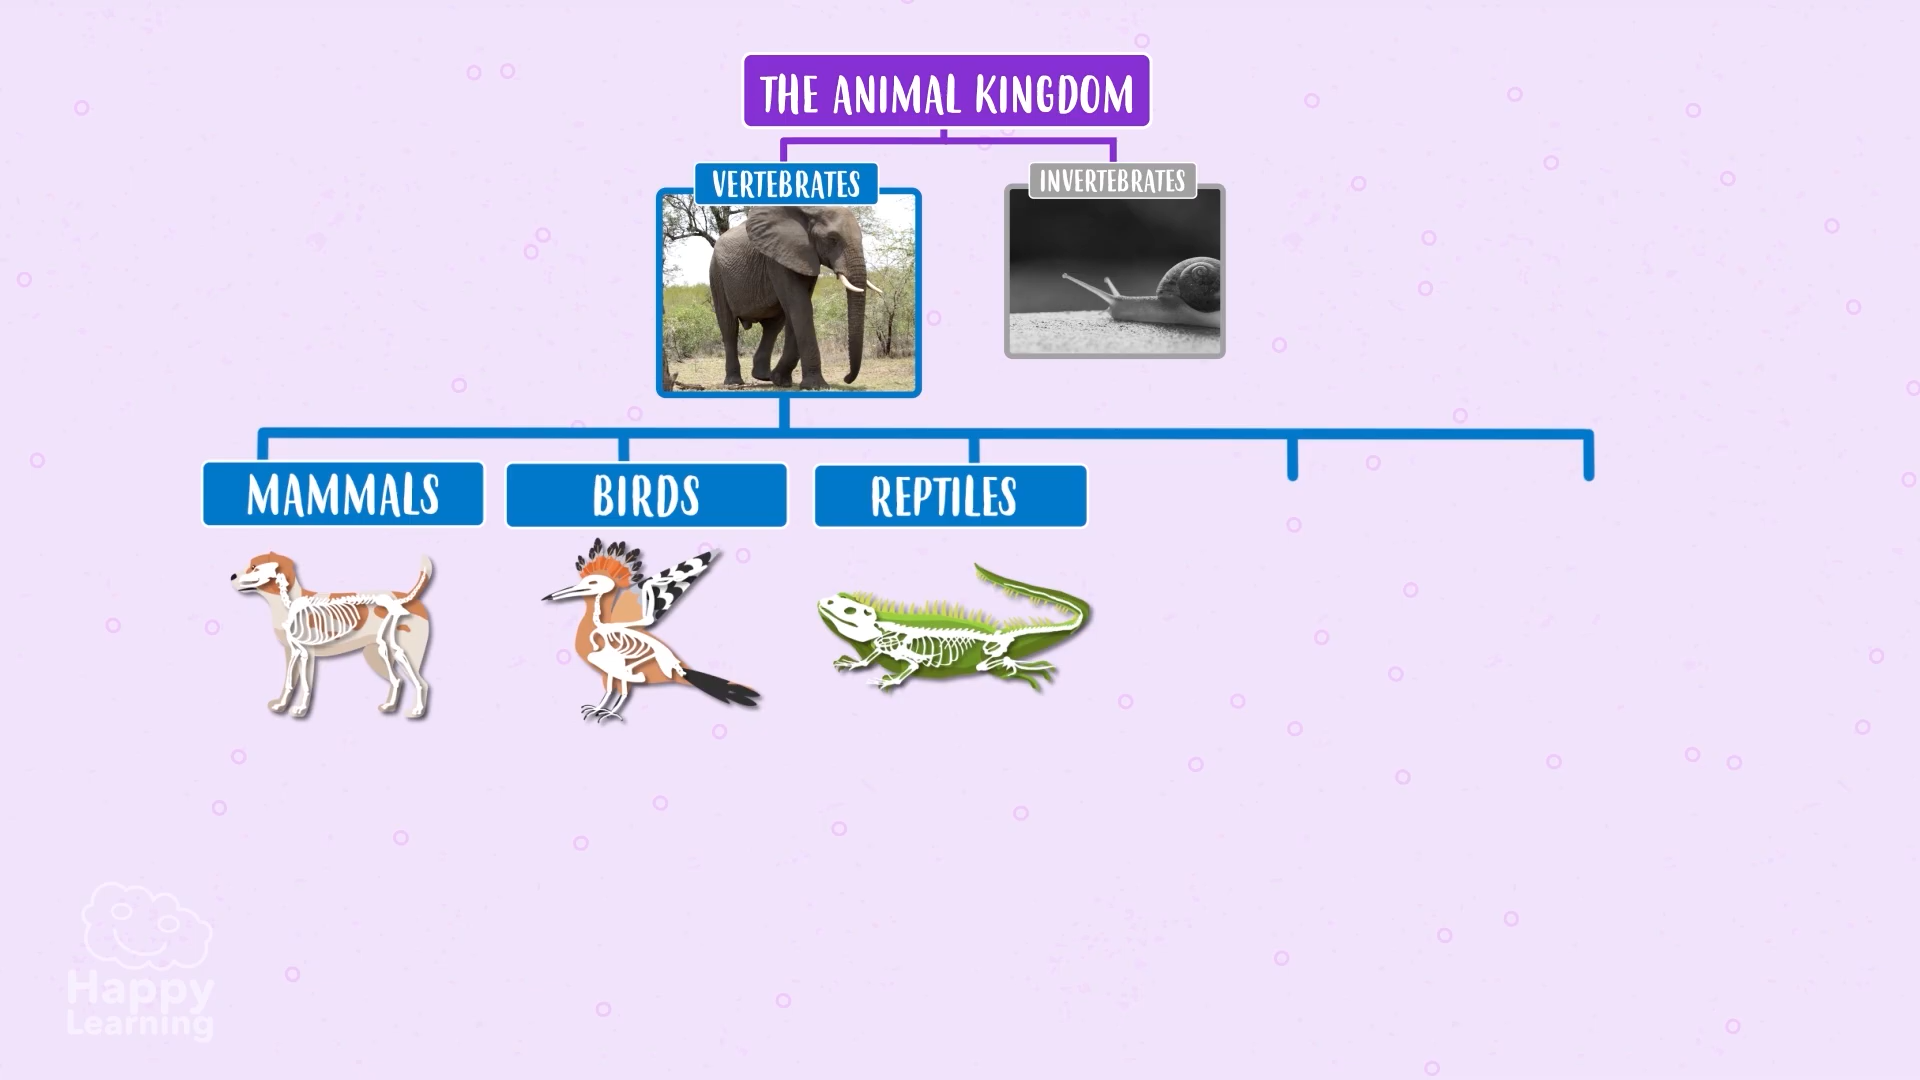 THE ANIMAL KINGDOM
VERTEBRATES
INVERTEBRATES
MAMMALS
BIRDS
REPTILES
Happy
Learning